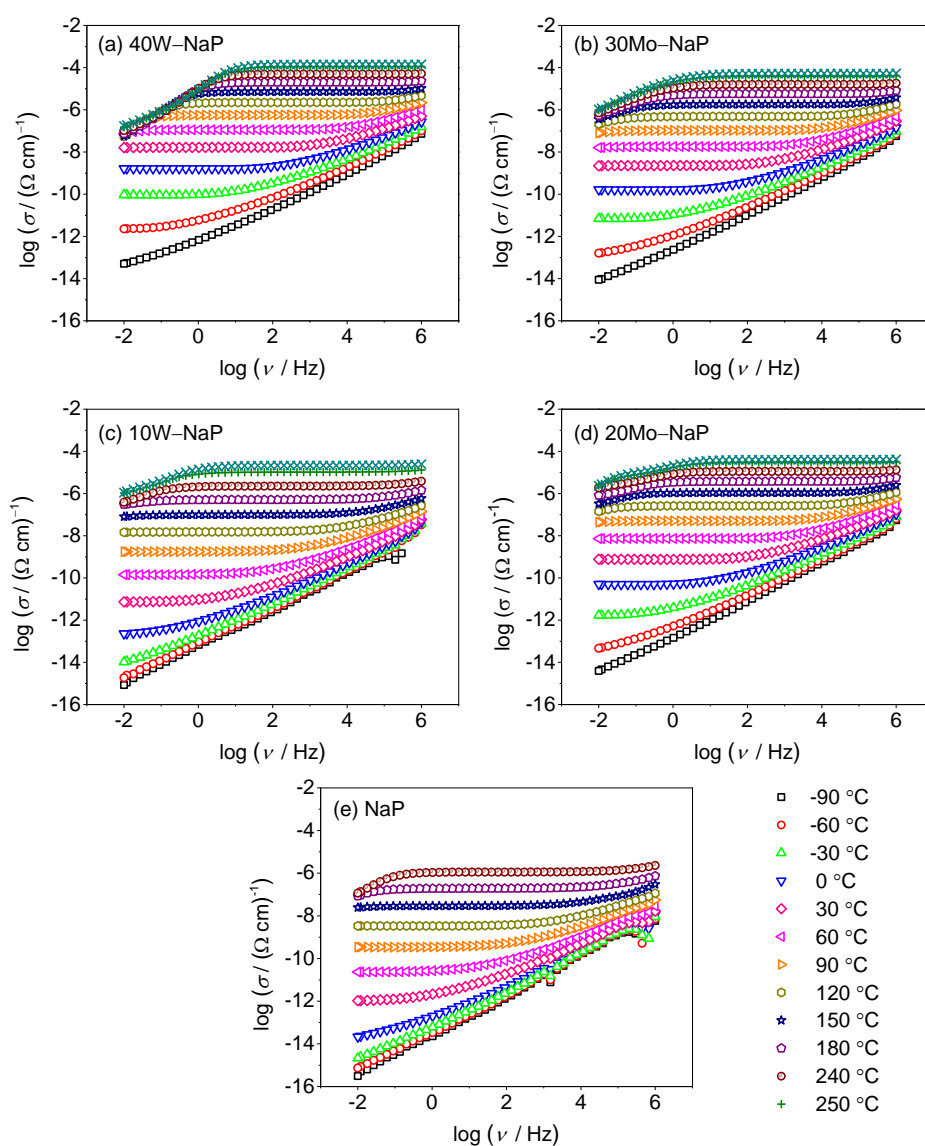 (a) 40W–NaP
-2
-4
-6
-8
-10
-12
-14
-16
log (σ / (Ω cm)⁻¹)
-2 0 2 4 6
log (ν / Hz)
(b) 30Mo–NaP
-2
-4
-6
-8
-10
-12
-14
-16
log (σ / (Ω cm)⁻¹)
-2 0 2 4 6
log (ν / Hz)
(c) 10W–NaP
-2
-4
-6
-8
-10
-12
-14
-16
log (σ / (Ω cm)⁻¹)
-2 0 2 4 6
log (ν / Hz)
(d) 20Mo–NaP
-2
-4
-6
-8
-10
-12
-14
-16
log (σ / (Ω cm)⁻¹)
-2 0 2 4 6
log (ν / Hz)
(e) NaP
-2
-4
-6
-8
-10
-12
-14
-16
log (σ / (Ω cm)⁻¹)
-2 0 2 4 6
log (ν / Hz)
-90 °C
-60 °C
-30 °C
0 °C
30 °C
60 °C
90 °C
120 °C
150 °C
180 °C
240 °C
250 °C